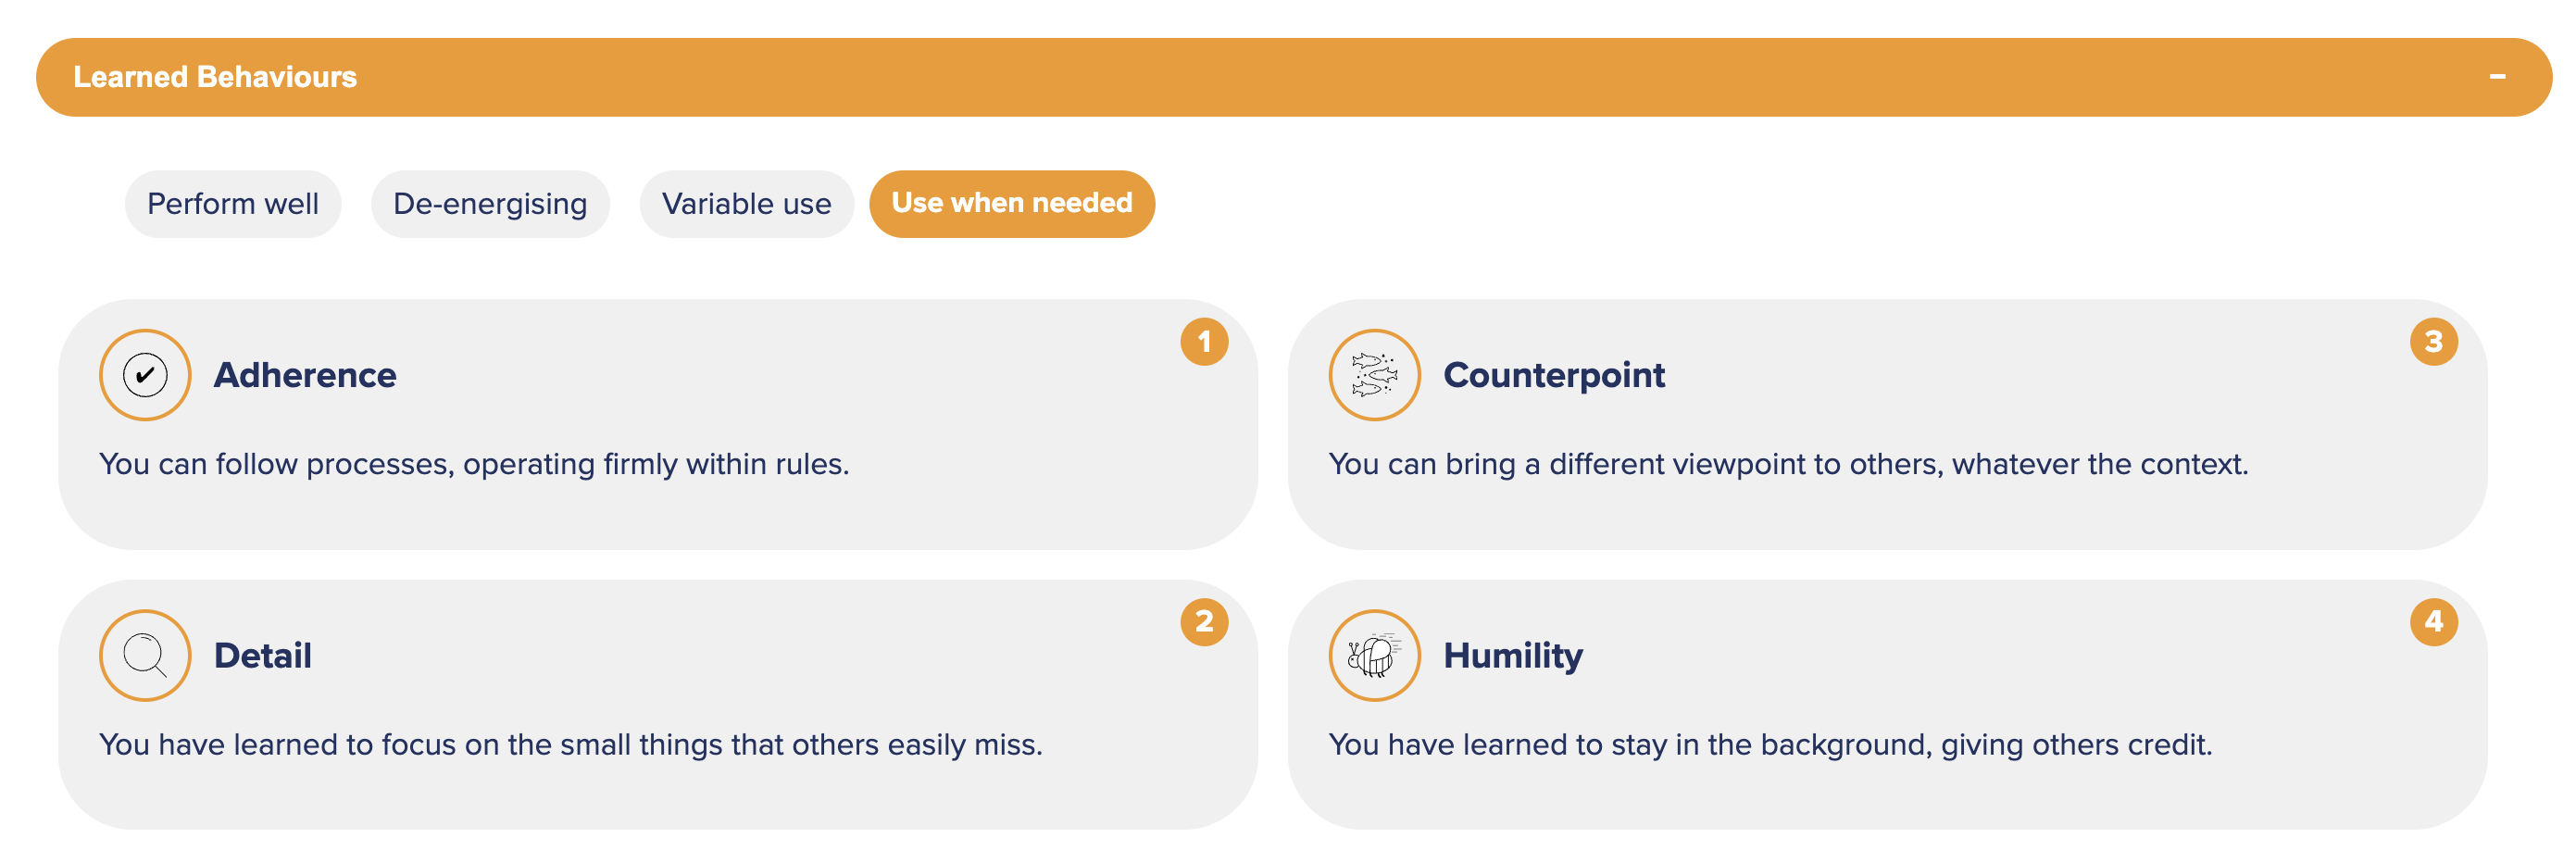 Learned Behaviours
Perform well
De-energising
Variable use
Use when needed
1
Adherence
You can follow processes, operating firmly within rules.
2
Detail
You have learned to focus on the small things that others easily miss.
3
Counterpoint
You can bring a different viewpoint to others, whatever the context.
4
Humility
You have learned to stay in the background, giving others credit.